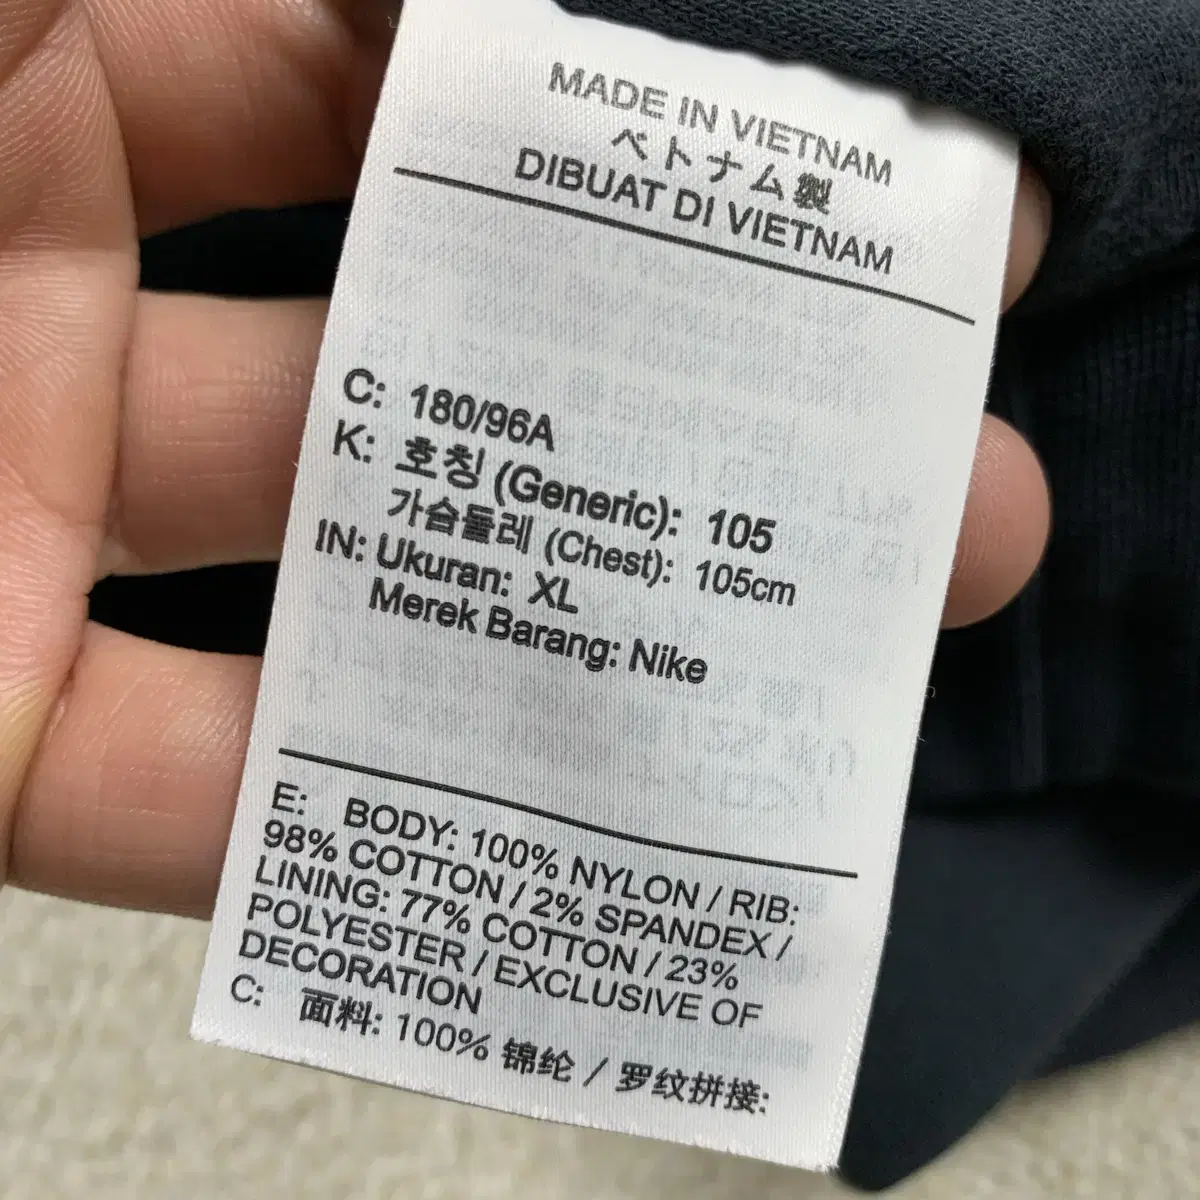 MADE IN VIETNAM
ベトナム製
DIBUAT DI VIETNAM
C: 180/96A
K: 호칭 (Generic): 105
가슴둘레 (Chest): 105cm
IN: Ukuran: XL
Merek Barang: Nike
E: BODY: 100% NYLON / RIB:
98% COTTON / 2% SPANDEX /
LINING: 77% COTTON / 23%
POLYESTER / EXCLUSIVE OF
DECORATION
C: 面料: 100% 锦纶 / 罗纹拼接: